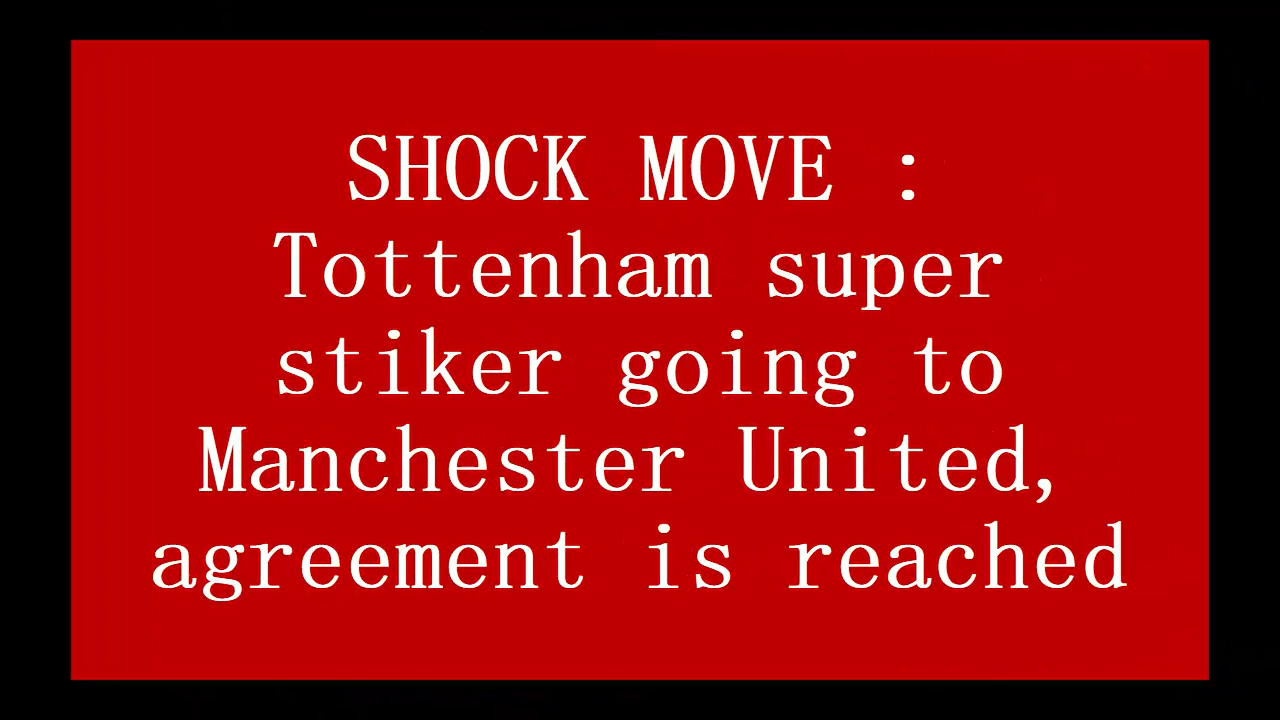 SHOCK MOVE :
Tottenham super
stiker going to
Manchester United,
agreement is reached